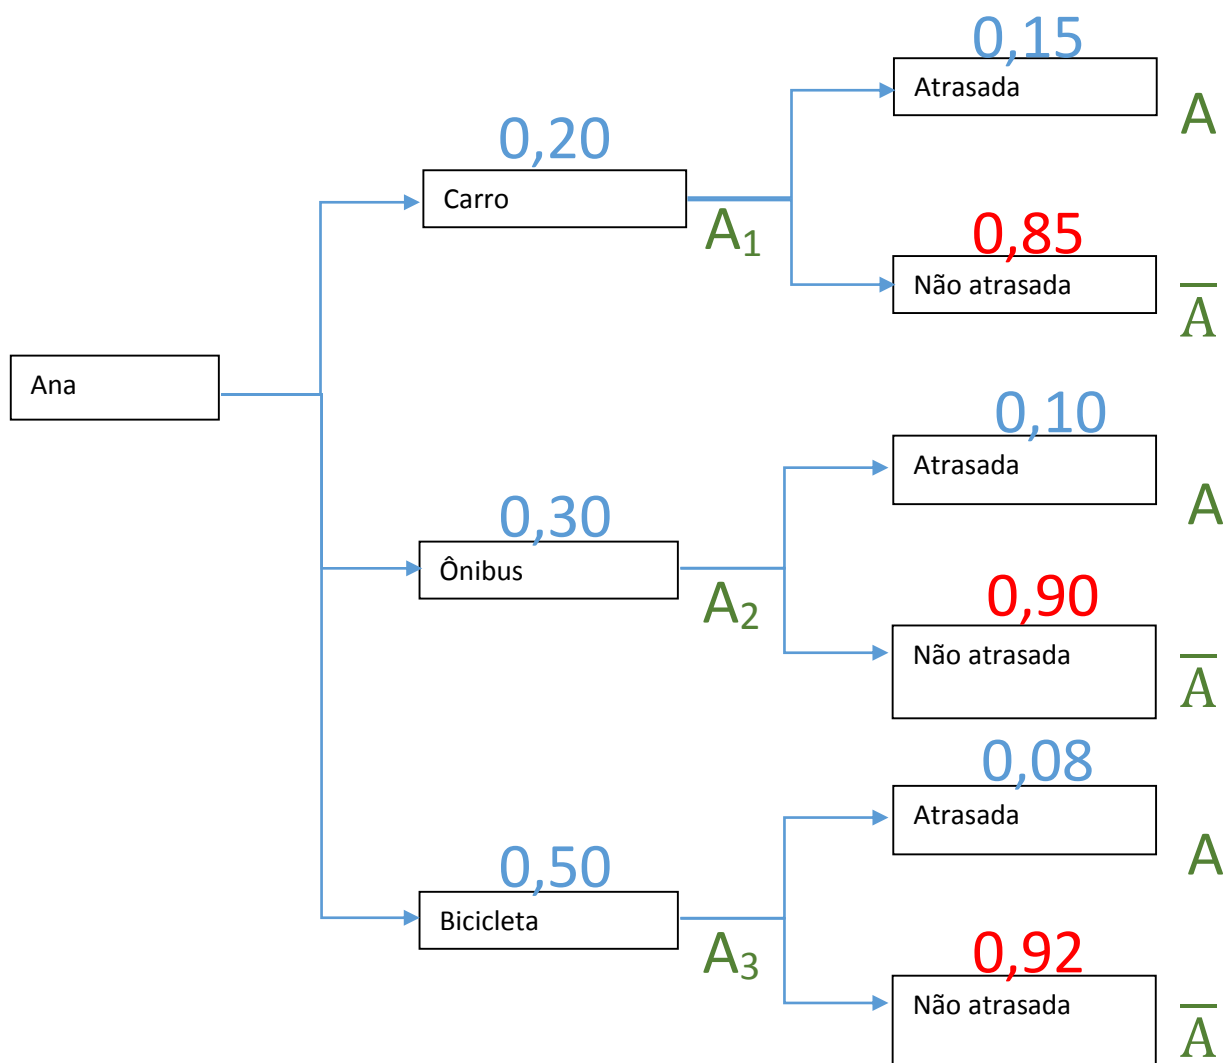 0,15
Atrasada
A
0,20
Carro
A₁
0,85
Não atrasada
A̅
Ana
0,10
Atrasada
A
0,30
Ônibus
A₂
0,90
Não atrasada
A̅
0,08
Atrasada
A
0,50
Bicicleta
A₃
0,92
Não atrasada
A̅